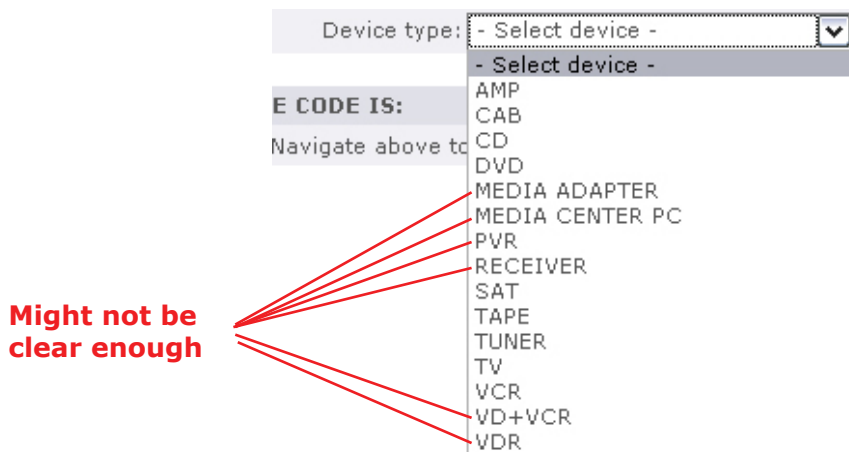 Device type: - Select device -
- Select device -
E CODE IS:
Navigate above to
AMP
CAB
CD
DVD
MEDIA ADAPTER
MEDIA CENTER PC
PVR
RECEIVER
SAT
TAPE
TUNER
TV
VCR
VD+VCR
VDR
Might not be
clear enough